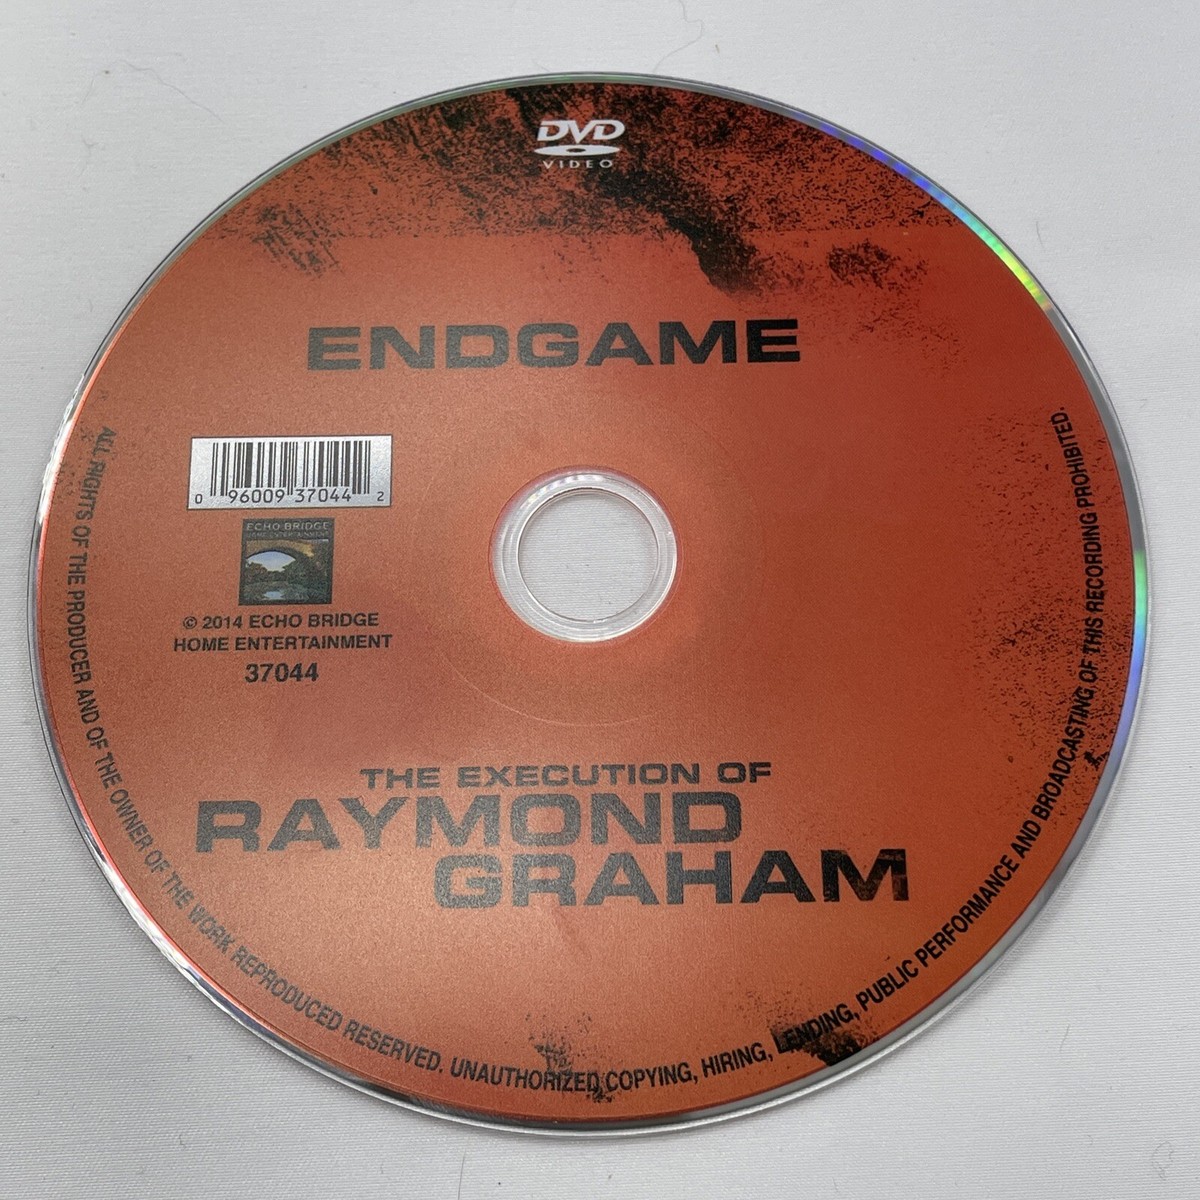 DVD
VIDEO
ENDGAME
0 96009 37044 2
ECHO BRIDGE
HOME ENTERTAINMENT
© 2014 ECHO BRIDGE
HOME ENTERTAINMENT
37044
THE EXECUTION OF
RAYMOND
GRAHAM
ALL RIGHTS OF THE PRODUCER AND OF THE OWNER OF THE WORK REPRODUCED RESERVED. UNAUTHORIZED COPYING, HIRING, LENDING, PUBLIC PERFORMANCE AND BROADCASTING OF THIS RECORDING PROHIBITED.